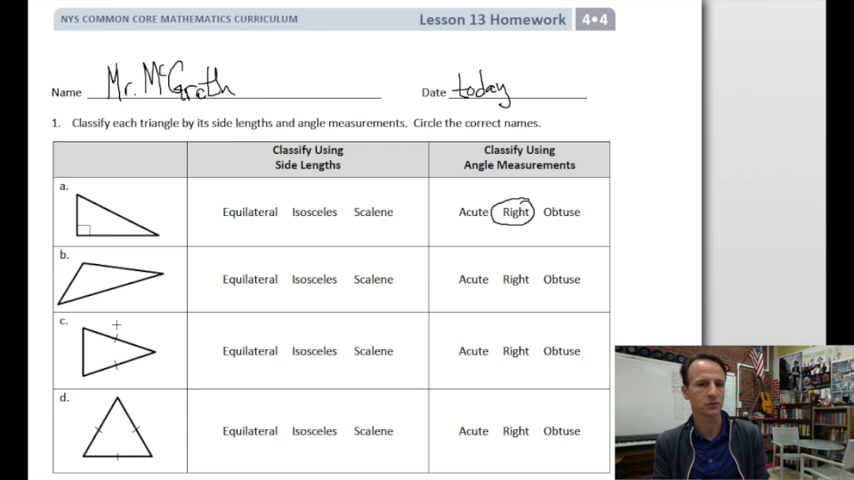 NYS COMMON CORE MATHEMATICS CURRICULUM Lesson 13 Homework 4•4
Name Mr. McGrath Date today
1. Classify each triangle by its side lengths and angle measurements. Circle the correct names.
Classify Using Side Lengths
Classify Using Angle Measurements
a.
Equilateral Isosceles Scalene Acute Right Obtuse
b.
Equilateral Isosceles Scalene Acute Right Obtuse
c.
Equilateral Isosceles Scalene Acute Right Obtuse
d.
Equilateral Isosceles Scalene Acute Right Obtuse